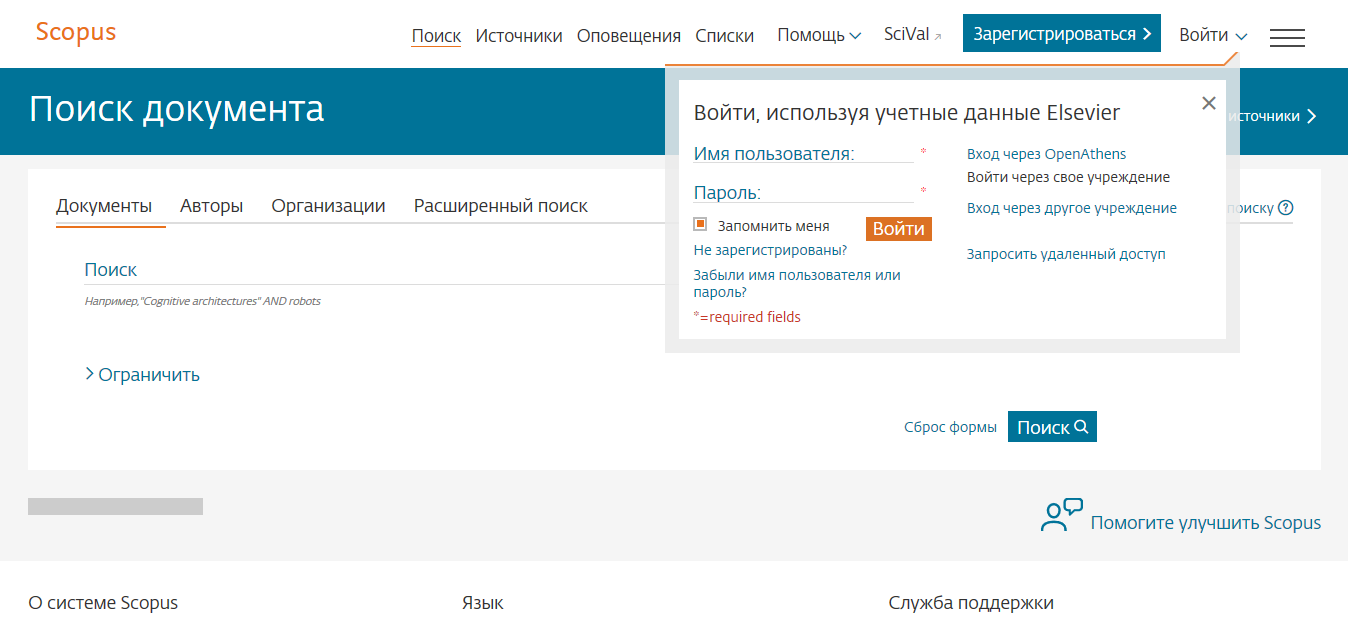 Scopus
Поиск Источники Оповещения Списки Помощь SciVal Зарегистрироваться Войти
Поиск документа
источники
Войти, используя учетные данные Elsevier
Имя пользователя: *
Вход через OpenAthens
Войти через свое учреждение
Пароль: *
Вход через другое учреждение
Запомнить меня
Войти
Не зарегистрированы?
Запросить удаленный доступ
Забыли имя пользователя или
пароль?
*=required fields
Документы Авторы Организации Расширенный поиск
поиску
Поиск
Например,"Cognitive architectures" AND robots
Ограничить
Сброс формы Поиск
Помогите улучшить Scopus
О системе Scopus Язык Служба поддержки